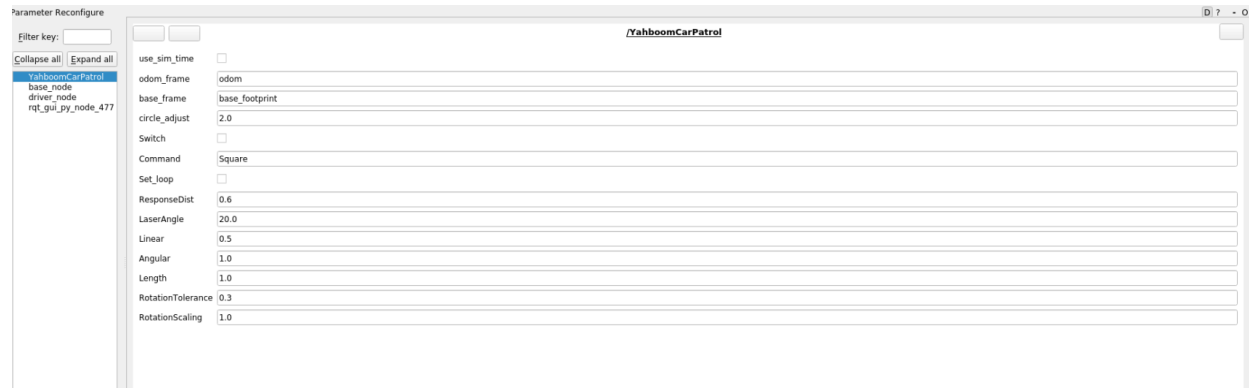 Parameter Reconfigure
D ? - O
Filter key:
Collapse all Expand all
YahboomCarPatrol
base_node
driver_node
rqt_gui_py_node_477
/YahboomCarPatrol
use_sim_time
odom_frame odom
base_frame base_footprint
circle_adjust 2.0
Switch
Command Square
Set_loop
ResponseDist 0.6
LaserAngle 20.0
Linear 0.5
Angular 1.0
Length 1.0
RotationTolerance 0.3
RotationScaling 1.0